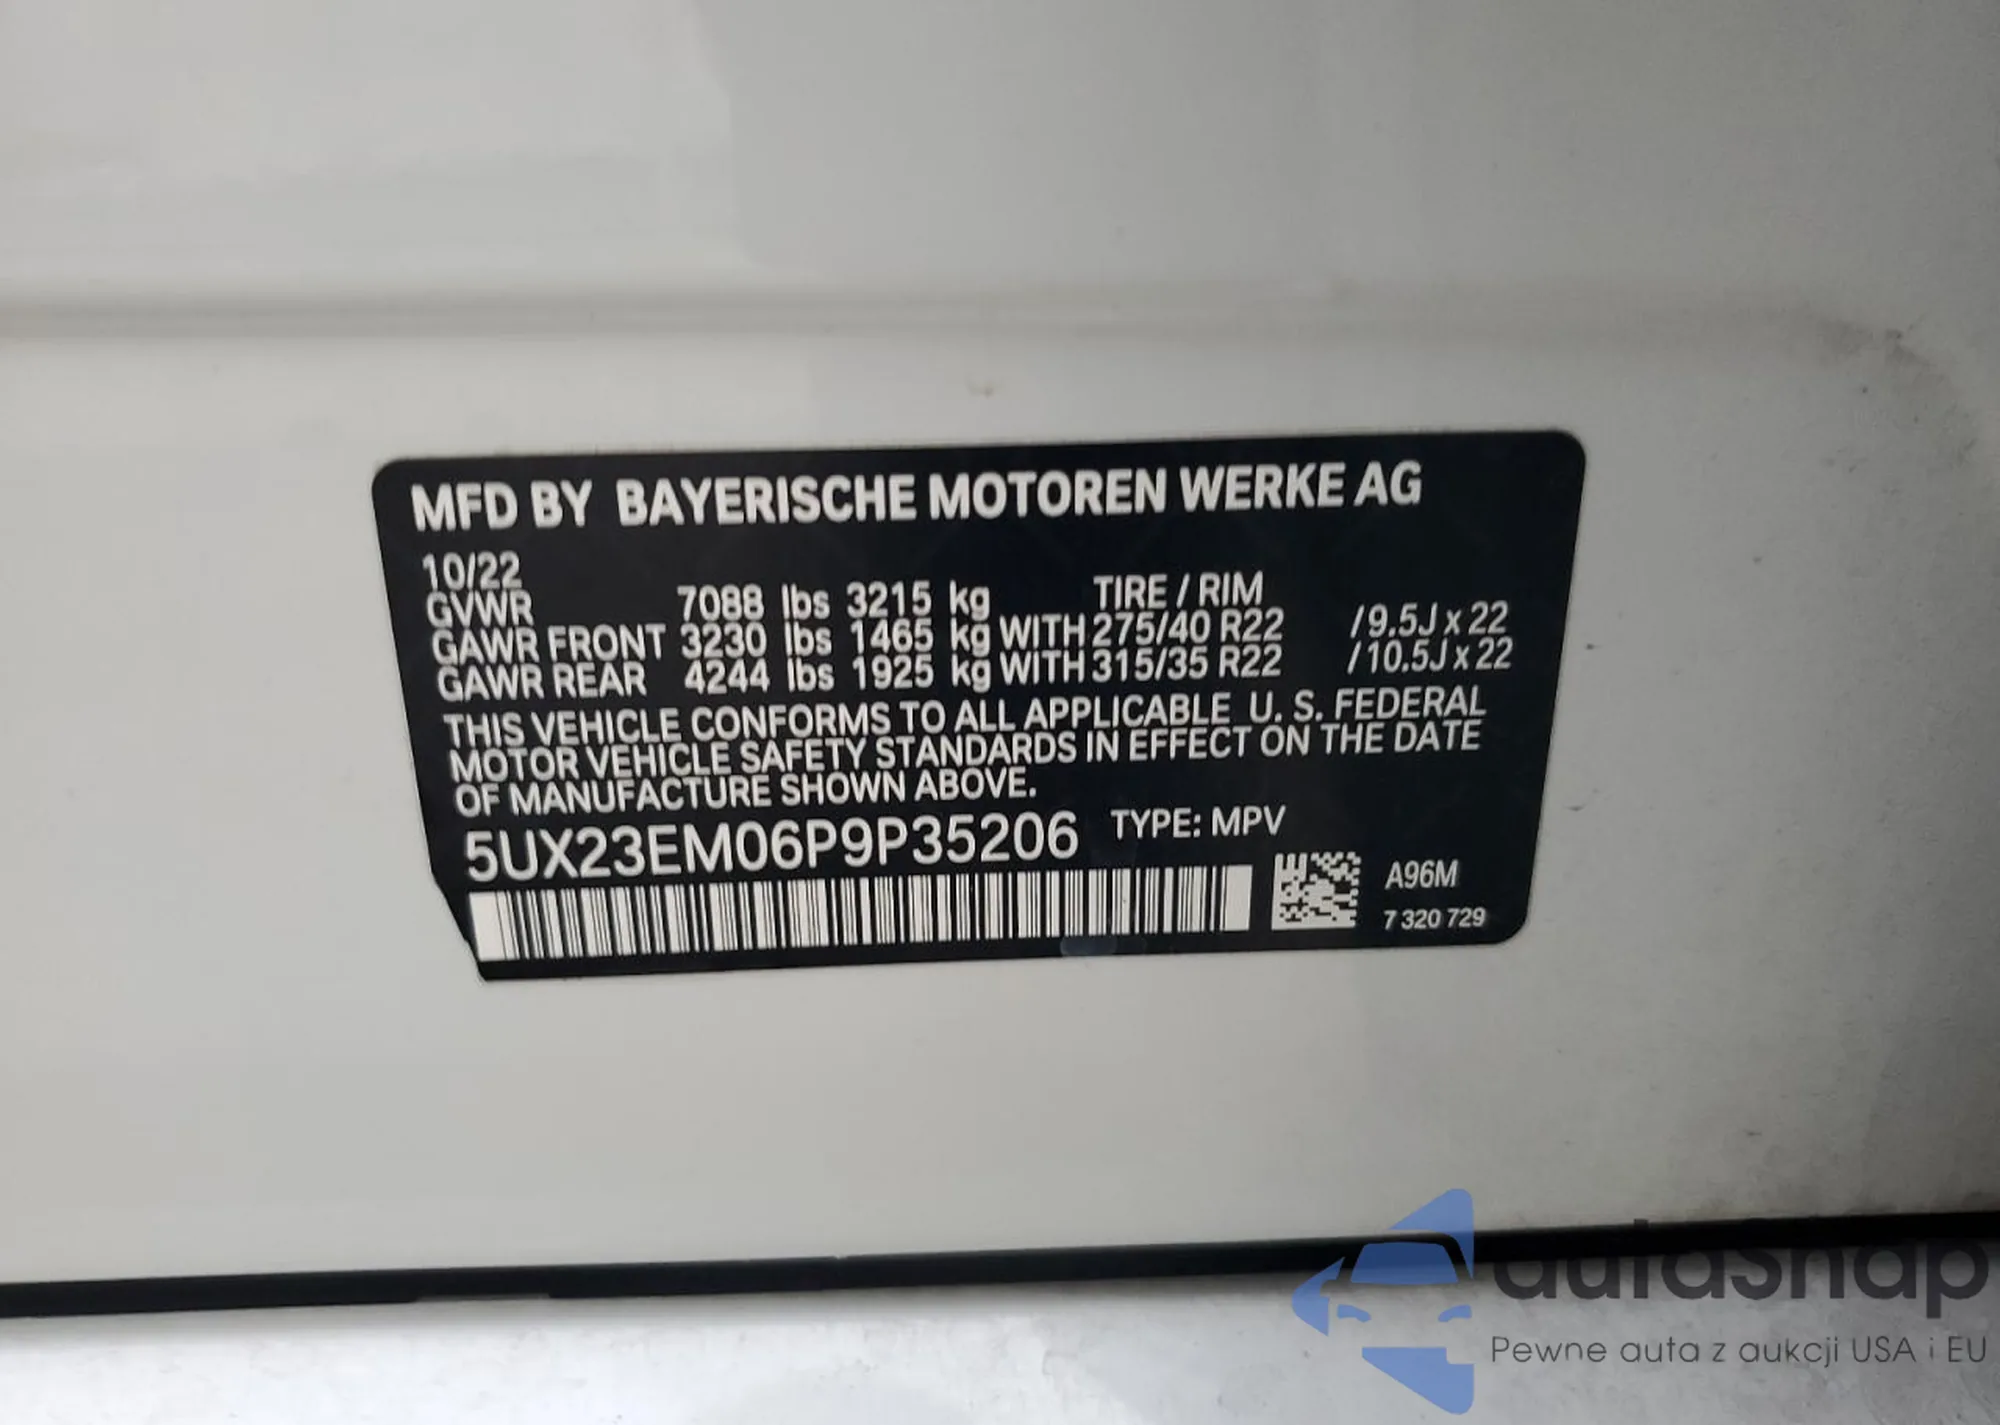 MFD BY BAYERISCHE MOTOREN WERKE AG
10/22
GVWR 7088 lbs 3215 kg TIRE / RIM
GAWR FRONT 3230 lbs 1465 kg WITH 275/40 R22 /9.5J x 22
GAWR REAR 4244 lbs 1925 kg WITH 315/35 R22 /10.5J x 22
THIS VEHICLE CONFORMS TO ALL APPLICABLE U. S. FEDERAL
MOTOR VEHICLE SAFETY STANDARDS IN EFFECT ON THE DATE
OF MANUFACTURE SHOWN ABOVE.
5UX23EM06P9P35206 TYPE: MPV
A96M
7 320 729
autaSnap
Pewne auta z aukcji USA i EU